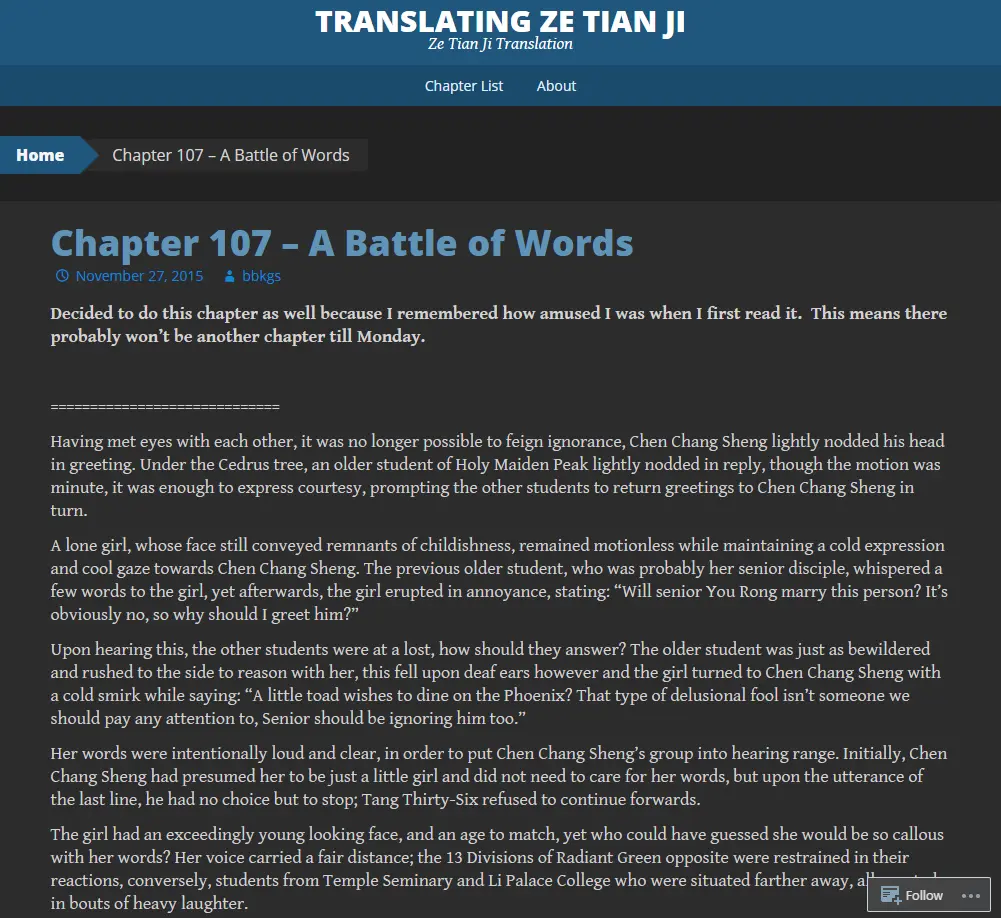 TRANSLATING ZE TIAN JI
Ze Tian Ji Translation
Chapter List About
Home Chapter 107 – A Battle of Words
Chapter 107 – A Battle of Words
November 27, 2015 bbkgs
Decided to do this chapter as well because I remembered how amused I was when I first read it.  This means there
probably won’t be another chapter till Monday.
=============================
Having met eyes with each other, it was no longer possible to feign ignorance, Chen Chang Sheng lightly nodded his head
in greeting. Under the Cedrus tree, an older student of Holy Maiden Peak lightly nodded in reply, though the motion was
minute, it was enough to express courtesy, prompting the other students to return greetings to Chen Chang Sheng in
turn.
A lone girl, whose face still conveyed remnants of childishness, remained motionless while maintaining a cold expression
and cool gaze towards Chen Chang Sheng. The previous older student, who was probably her senior disciple, whispered a
few words to the girl, yet afterwards, the girl erupted in annoyance, stating: “Will senior You Rong marry this person? It’s
obviously no, so why should I greet him?”
Upon hearing this, the other students were at a lost, how should they answer? The older student was just as bewildered
and rushed to the side to reason with her, this fell upon deaf ears however and the girl turned to Chen Chang Sheng with
a cold smirk while saying: “A little toad wishes to dine on the Phoenix? That type of delusional fool isn’t someone we
should pay any attention to, Senior should be ignoring him too.”
Her words were intentionally loud and clear, in order to put Chen Chang Sheng’s group into hearing range. Initially, Chen
Chang Sheng had presumed her to be just a little girl and did not need to care for her words, but upon the utterance of
the last line, he had no choice but to stop; Tang Thirty-Six refused to continue forwards.
The girl had an exceedingly young looking face, and an age to match, yet who could have guessed she would be so callous
with her words? Her voice carried a fair distance; the 13 Divisions of Radiant Green opposite were restrained in their
reactions, conversely, students from Temple Seminary and Li Palace College who were situated farther away,
in bouts of heavy laughter.
Follow